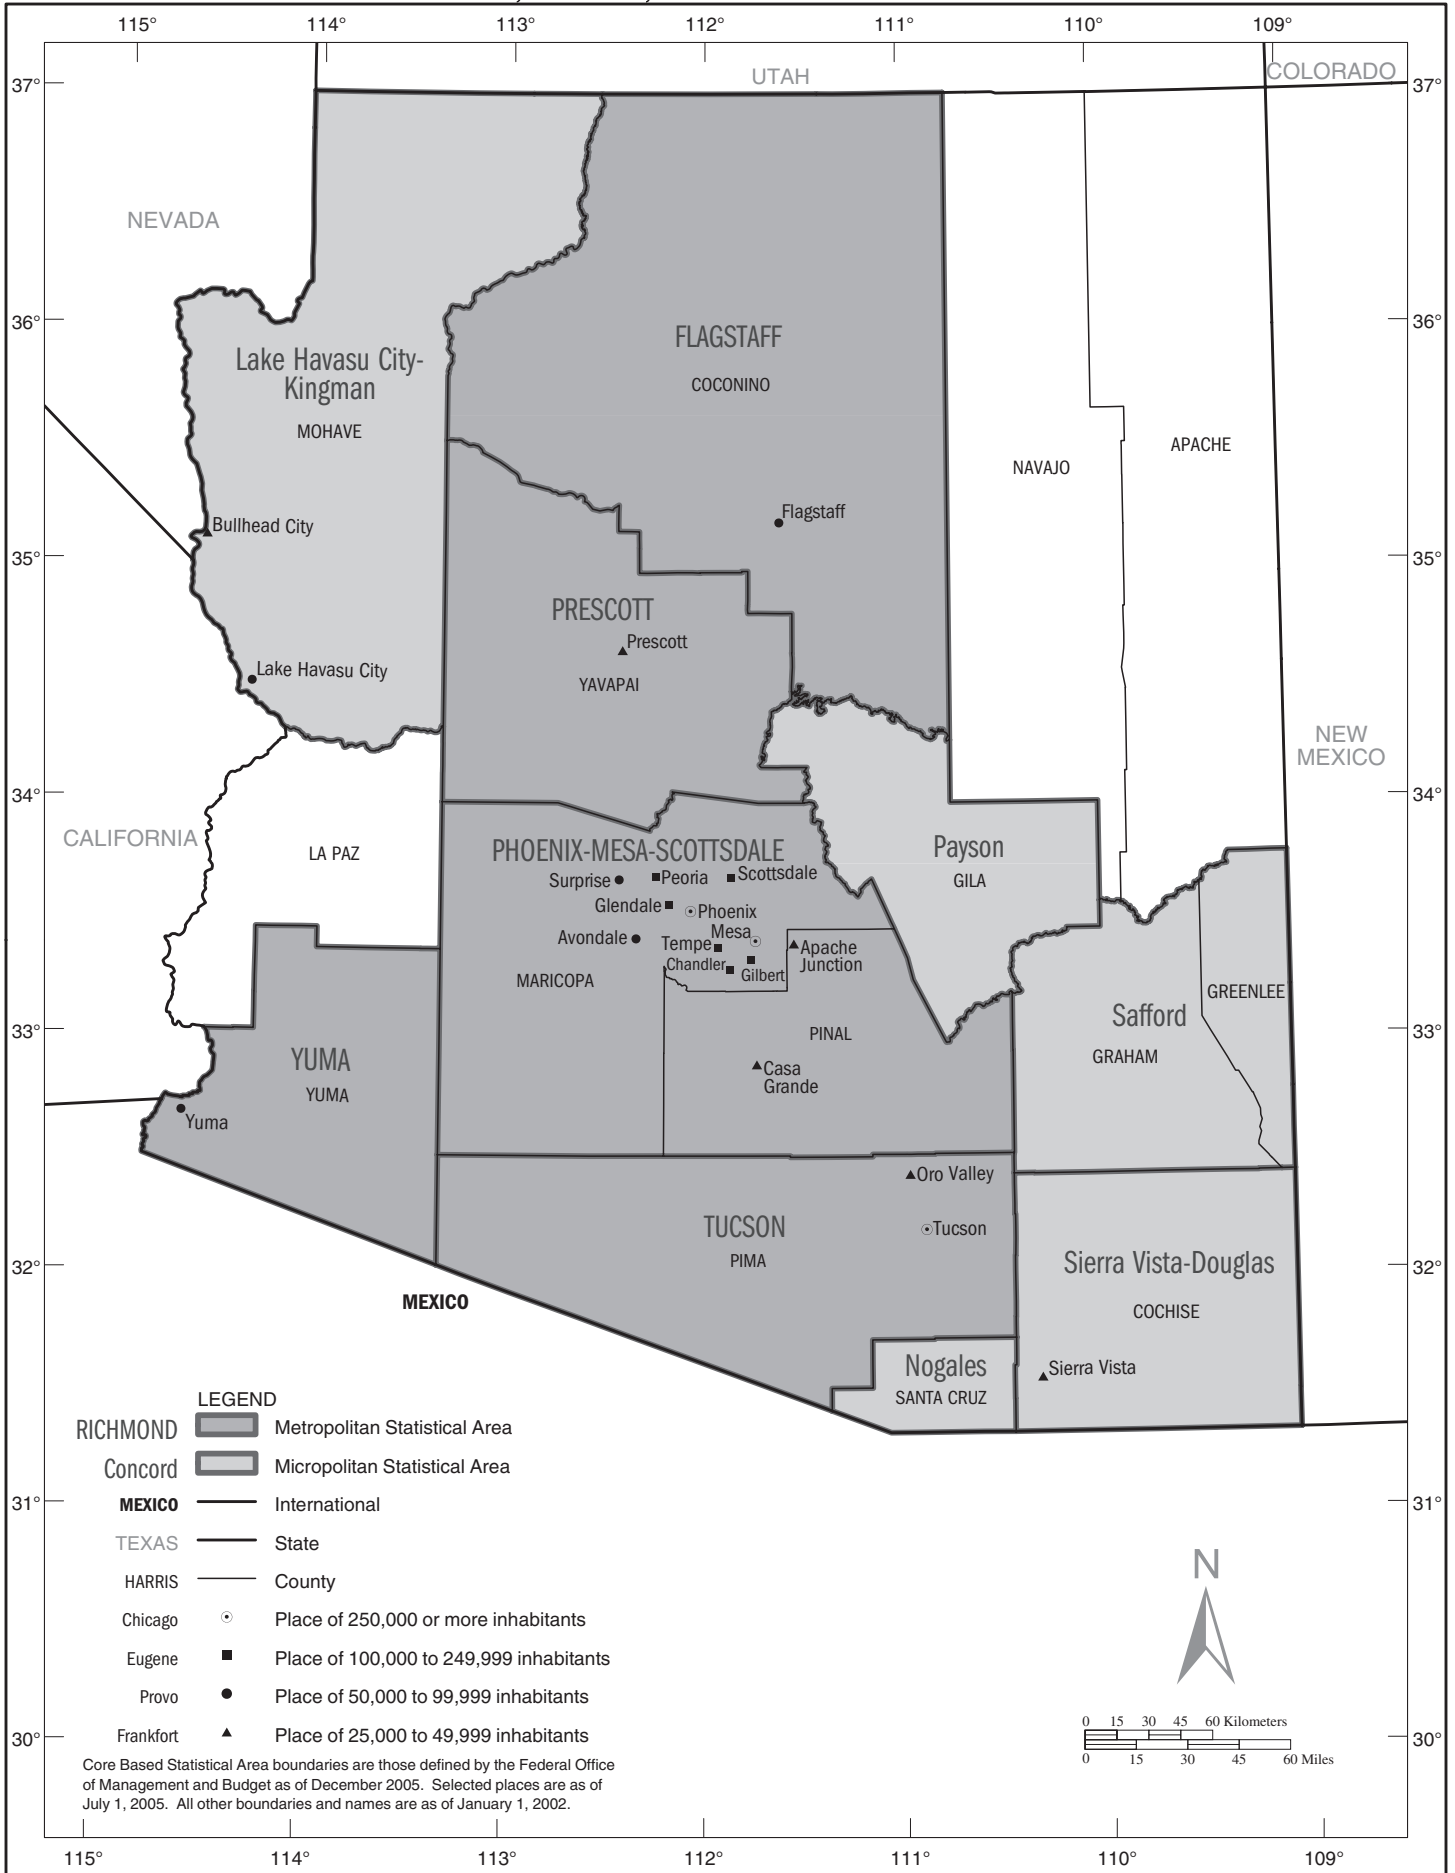 115°
114°
113°
112°
111°
110°
109°
UTAH
COLORADO
37°
37°
NEVADA
36°
36°
FLAGSTAFF
Lake Havasu City-
Kingman
COCONINO
MOHAVE
APACHE
NAVAJO
Flagstaff
Bullhead City
35°
35°
PRESCOTT
Prescott
Lake Havasu City
YAVAPAI
NEW
MEXICO
34°
34°
CALIFORNIA
LA PAZ
PHOENIX-MESA-SCOTTSDALE
Payson
GILA
Surprise
Peoria
Scottsdale
Glendale
Phoenix
Mesa
Avondale
Tempe
Apache
Junction
Chandler
Gilbert
MARICOPA
GREENLEE
Safford
33°
33°
PINAL
YUMA
GRAHAM
Casa
Grande
YUMA
Yuma
Oro Valley
TUCSON
Tucson
PIMA
32°
32°
Sierra Vista-Douglas
MEXICO
COCHISE
Nogales
Sierra Vista
SANTA CRUZ
LEGEND
RICHMOND Metropolitan Statistical Area
Concord Micropolitan Statistical Area
31°
31°
MEXICO International
TEXAS State
HARRIS County
Chicago Place of 250,000 or more inhabitants
Eugene Place of 100,000 to 249,999 inhabitants
Provo Place of 50,000 to 99,999 inhabitants
Frankfort Place of 25,000 to 49,999 inhabitants
N
0 15 30 45 60 Kilometers
0 15 30 45 60 Miles
30°
30°
Core Based Statistical Area boundaries are those defined by the Federal Office
of Management and Budget as of December 2005. Selected places are as of
July 1, 2005. All other boundaries and names are as of January 1, 2002.
115°
114°
113°
112°
111°
110°
109°